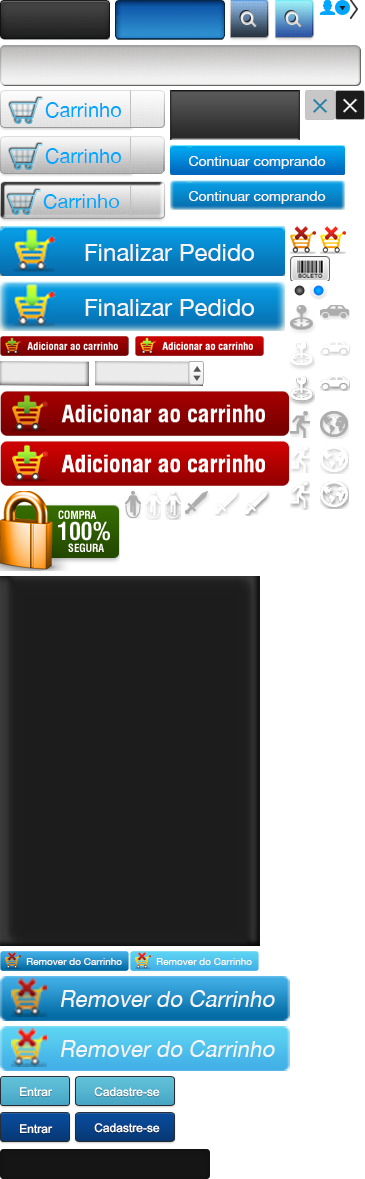 Carrinho
Carrinho
Continuar comprando
Carrinho
Continuar comprando
Finalizar Pedido
BOLETO
Finalizar Pedido
Adicionar ao carrinho
Adicionar ao carrinho
Adicionar ao carrinho
Adicionar ao carrinho
COMPRA
100%
SEGURA
Remover do Carrinho
Remover do Carrinho
Remover do Carrinho
Remover do Carrinho
Entrar
Cadastre-se
Entrar
Cadastre-se